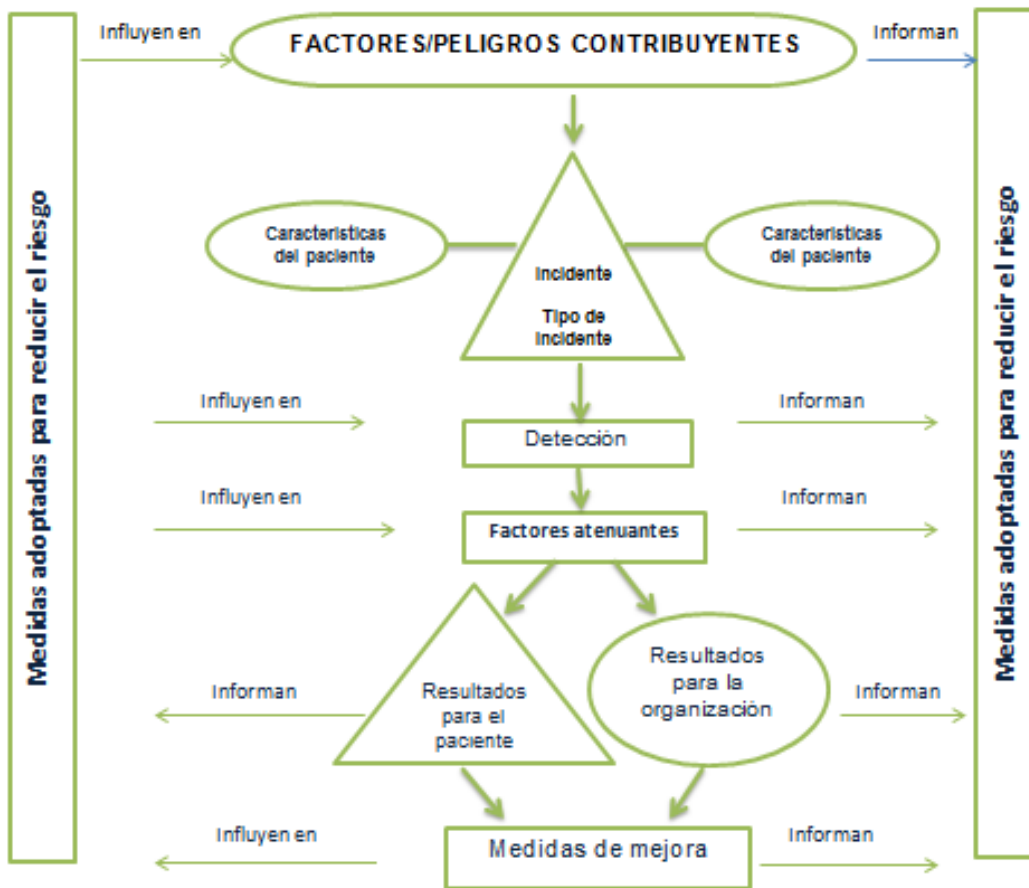 Influyen en
FACTORES/PELIGROS CONTRIBUYENTES
Informan
Medidas adoptadas para reducir el riesgo
Medidas adoptadas para reducir el riesgo
Características
del paciente
Características
del paciente
Incidente
Tipo de
incidente
Influyen en
Informan
Detección
Influyen en
Informan
Factores atenuantes
Resultados
para la
organización
Informan
Resultados
para el
paciente
Informan
Influyen en
Medidas de mejora
Informan